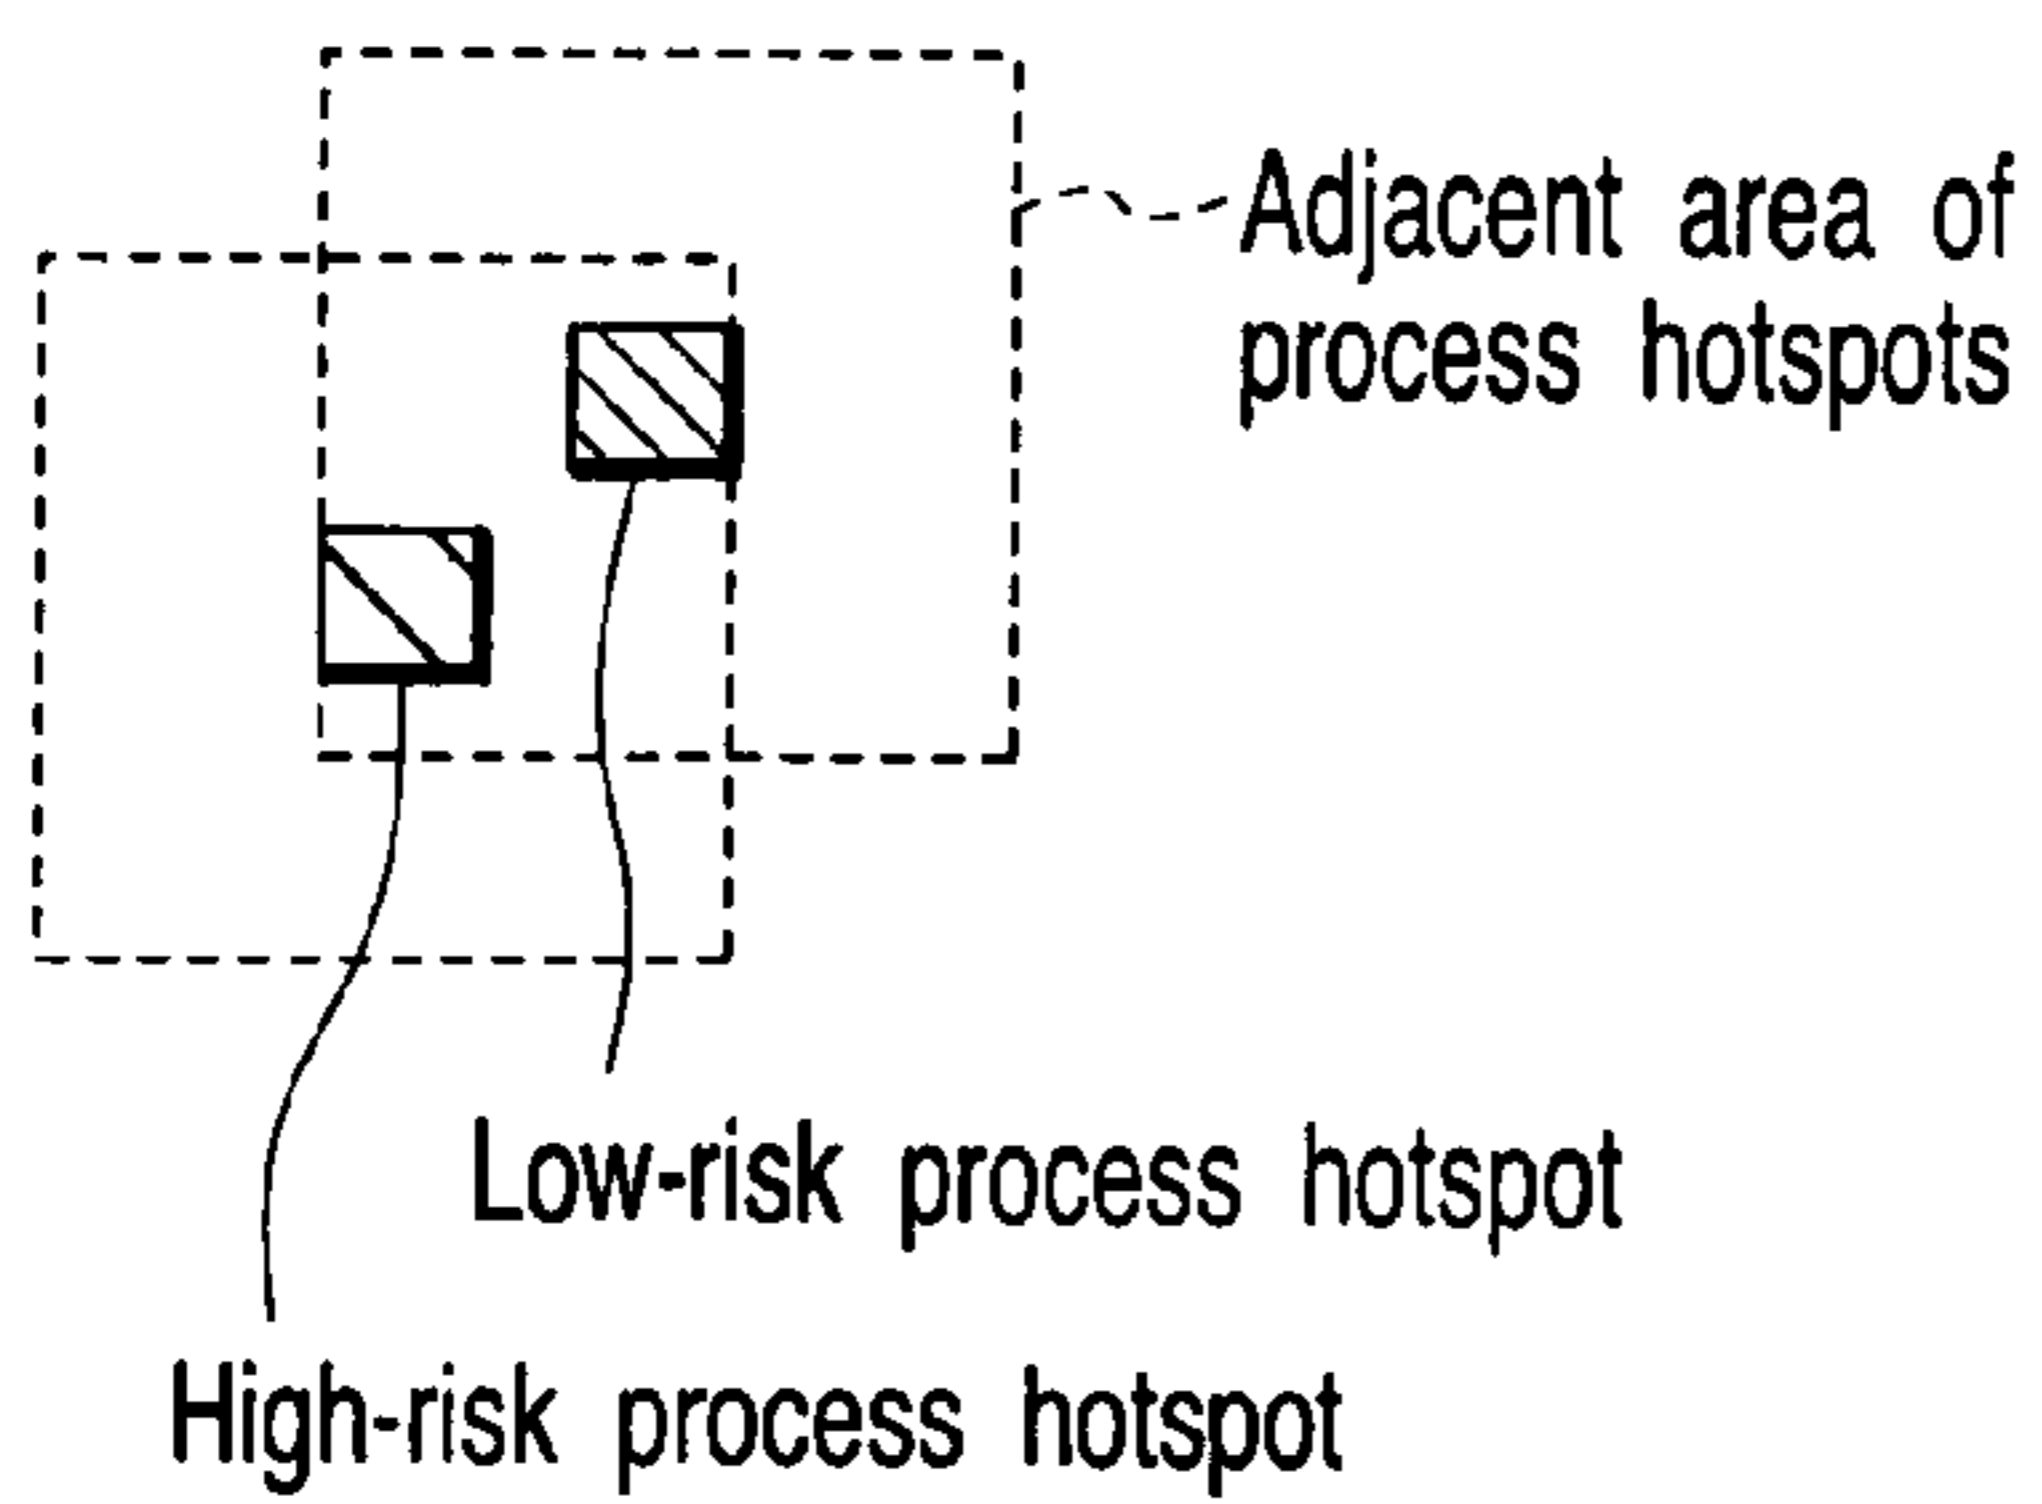 Adjacent area of
process hotspots
Low-risk process hotspot
High-risk process hotspot